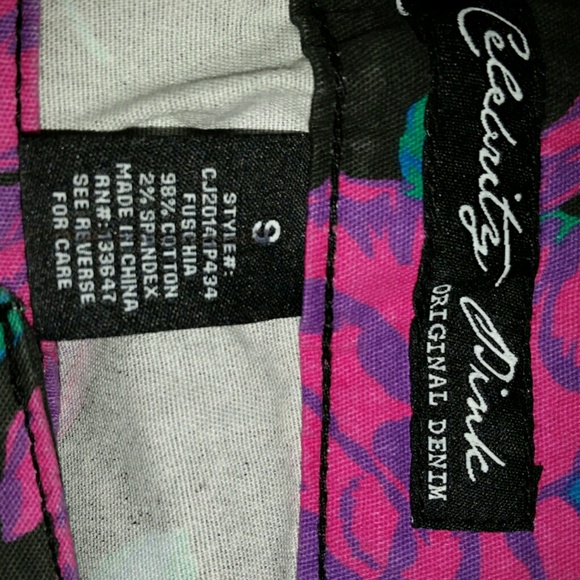 Celebrity Pink
ORIGINAL DENIM
9
STYLE#:
CJ20141P434
FUSCHIA
98% COTTON
2% SPANDEX
MADE IN CHINA
RN#:133647
SEE REVERSE
FOR CARE